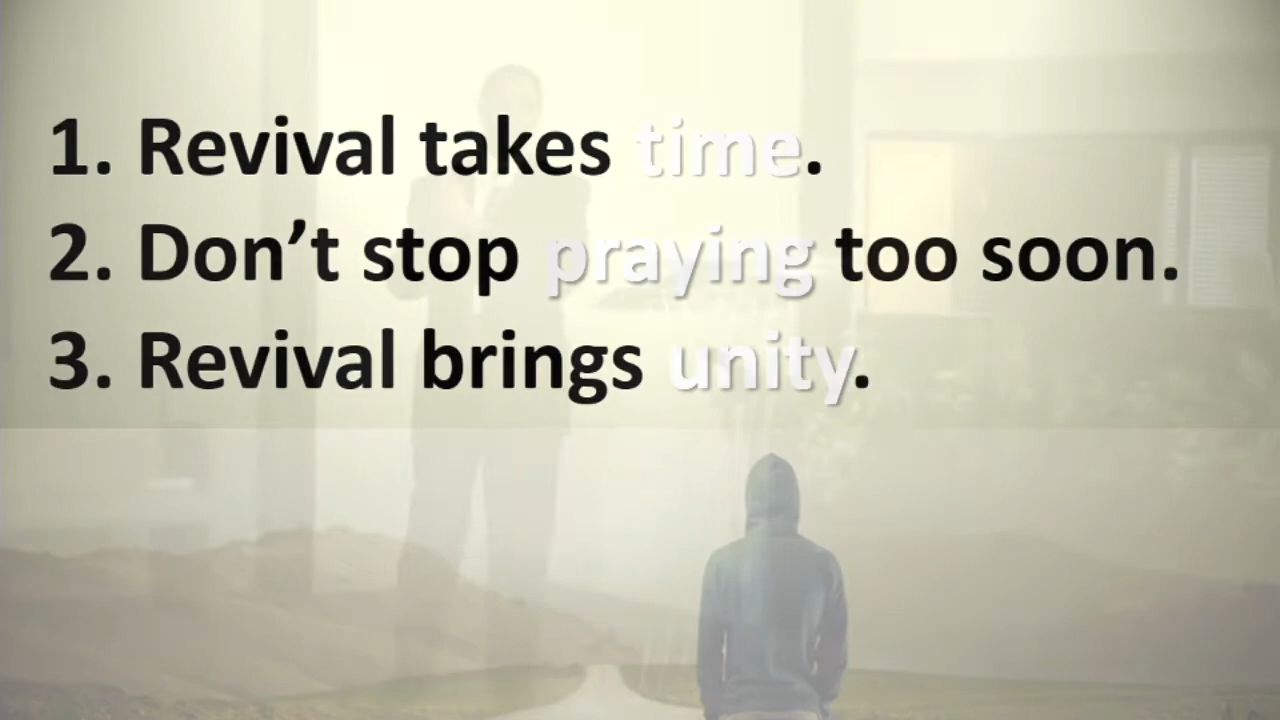 1. Revival takes time.
2. Don’t stop praying too soon.
3. Revival brings unity.